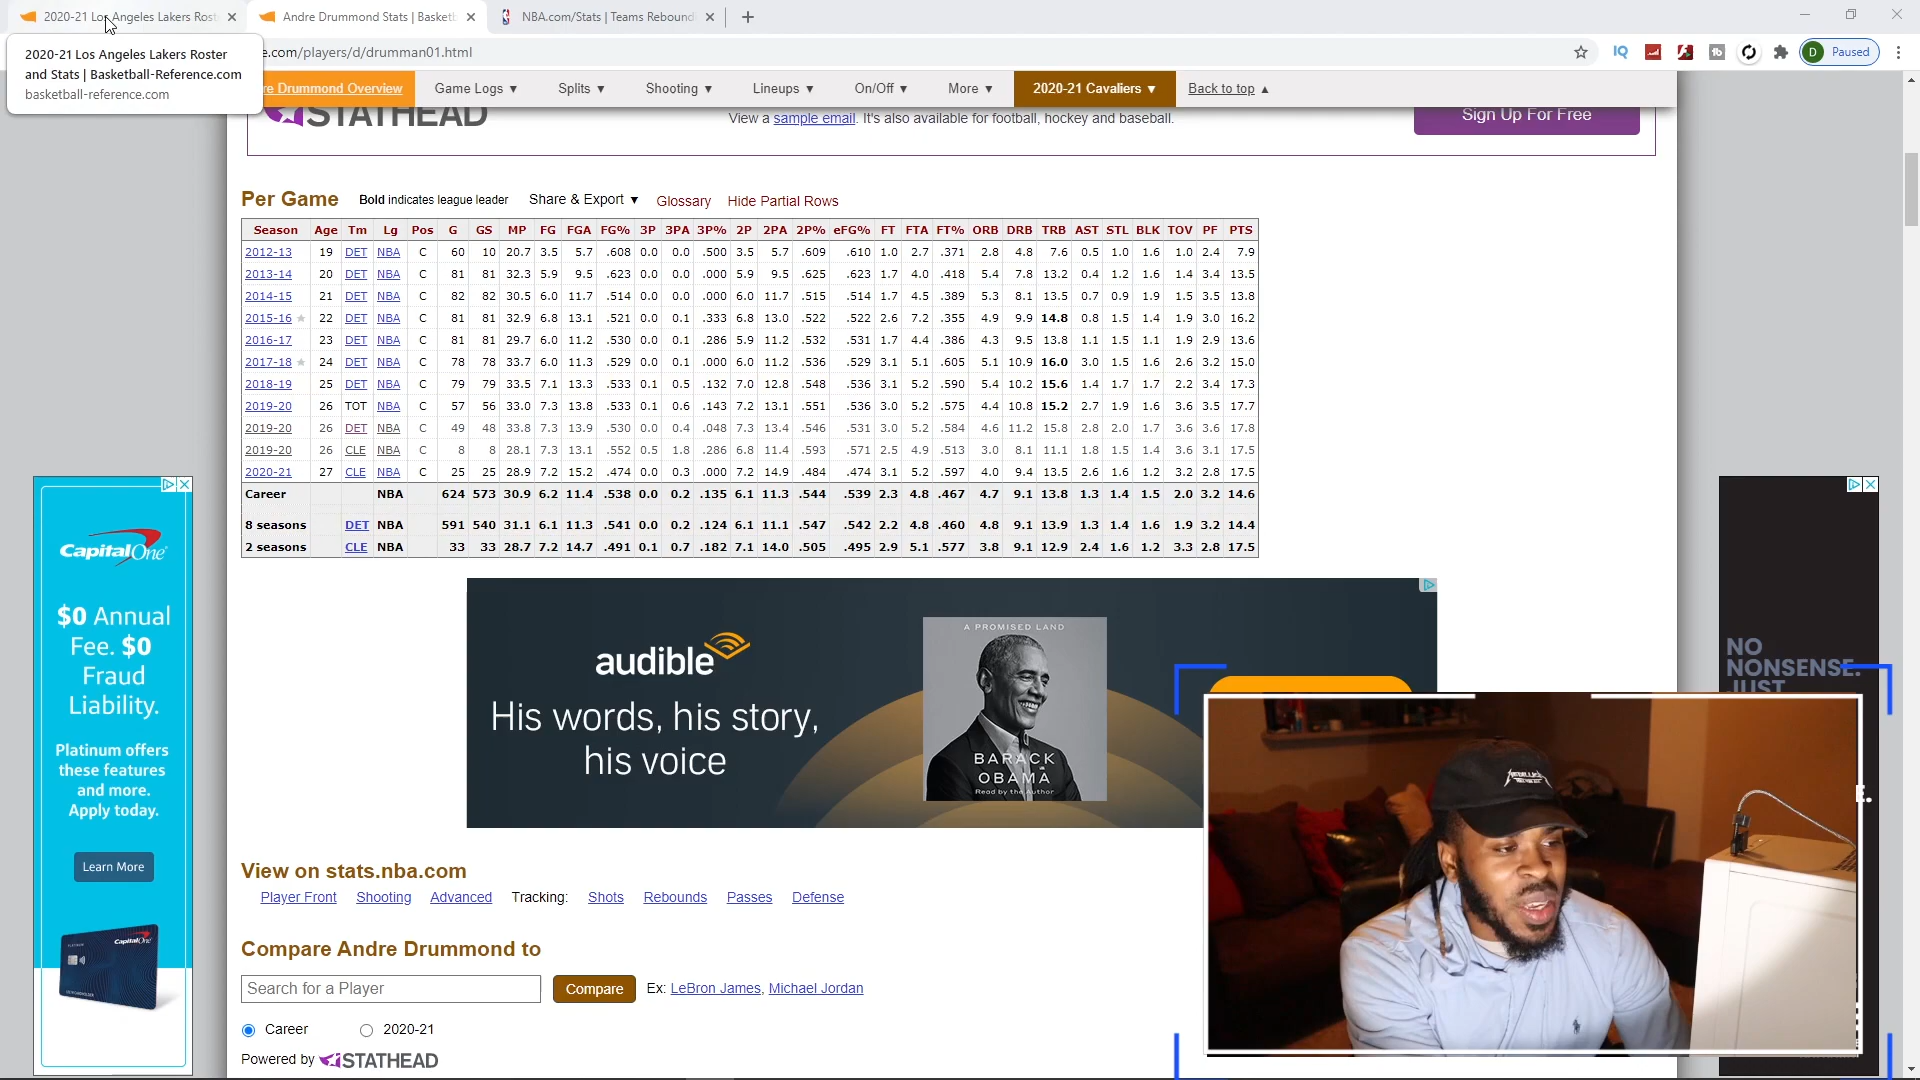 2020-21 Los Angeles Lakers Rost
Andre Drummond Stats | Basketb
NBA.com/Stats | Teams Rebound
2020-21 Los Angeles Lakers Roster
and Stats | Basketball-Reference.com
basketball-reference.com
e.com/players/d/drumman01.html
D Paused
re Drummond Overview
Game Logs ▼
Splits ▼
Shooting ▼
Lineups ▼
On/Off ▼
More ▼
2020-21 Cavaliers ▼
Back to top ▲
STATHEAD
View a sample email. It's also available for football, hockey and baseball.
Sign Up For Free
Per Game
Bold indicates league leader
Share & Export ▼
Glossary
Hide Partial Rows
Season Age Tm Lg Pos G GS MP FG FGA FG% 3P 3PA 3P% 2P 2PA 2P% eFG% FT FTA FT% ORB DRB TRB AST STL BLK TOV PF PTS
2012-13 19 DET NBA C 60 10 20.7 3.5 5.7 .608 0.0 0.0 .500 3.5 5.7 .609 .610 1.0 2.7 .371 2.8 4.8 7.6 0.5 1.0 1.6 1.0 2.4 7.9
2013-14 20 DET NBA C 81 81 32.3 5.9 9.5 .623 0.0 0.0 .000 5.9 9.5 .625 .623 1.7 4.0 .418 5.4 7.8 13.2 0.4 1.2 1.6 1.4 3.4 13.5
2014-15 21 DET NBA C 82 82 30.5 6.0 11.7 .514 0.0 0.0 .000 6.0 11.7 .515 .514 1.7 4.5 .389 5.3 8.1 13.5 0.7 0.9 1.9 1.5 3.5 13.8
2015-16 ★ 22 DET NBA C 81 81 32.9 6.8 13.1 .521 0.0 0.1 .333 6.8 13.0 .522 .522 2.6 7.2 .355 4.9 9.9 14.8 0.8 1.5 1.4 1.9 3.0 16.2
2016-17 23 DET NBA C 81 81 29.7 6.0 11.2 .530 0.0 0.1 .286 5.9 11.2 .532 .531 1.7 4.4 .386 4.3 9.5 13.8 1.1 1.5 1.1 1.9 2.9 13.6
2017-18 ★ 24 DET NBA C 78 78 33.7 6.0 11.3 .529 0.0 0.1 .000 6.0 11.2 .536 .529 3.1 5.1 .605 5.1 10.9 16.0 3.0 1.5 1.6 2.6 3.2 15.0
2018-19 25 DET NBA C 79 79 33.5 7.1 13.3 .533 0.1 0.5 .132 7.0 12.8 .548 .536 3.1 5.2 .590 5.4 10.2 15.6 1.4 1.7 1.7 2.2 3.4 17.3
2019-20 26 TOT NBA C 57 56 33.0 7.3 13.8 .533 0.1 0.6 .143 7.2 13.1 .551 .536 3.0 5.2 .575 4.4 10.8 15.2 2.7 1.9 1.6 3.6 3.5 17.7
2019-20 26 DET NBA C 49 48 33.8 7.3 13.9 .530 0.0 0.4 .048 7.3 13.4 .546 .531 3.0 5.2 .584 4.6 11.2 15.8 2.8 2.0 1.7 3.6 3.6 17.8
2019-20 26 CLE NBA C 8 8 28.1 7.3 13.1 .552 0.5 1.8 .286 6.8 11.4 .593 .571 2.5 4.9 .513 3.0 8.1 11.1 1.8 1.5 1.4 3.6 3.1 17.5
2020-21 27 CLE NBA C 25 25 28.9 7.2 15.2 .474 0.0 0.3 .000 7.2 14.9 .484 .474 3.1 5.2 .597 4.0 9.4 13.5 2.6 1.6 1.2 3.2 2.8 17.5
Career NBA 624 573 30.9 6.2 11.4 .538 0.0 0.2 .135 6.1 11.3 .544 .539 2.3 4.8 .467 4.7 9.1 13.8 1.3 1.4 1.5 2.0 3.2 14.6
8 seasons DET NBA 591 540 31.1 6.1 11.3 .541 0.0 0.2 .124 6.1 11.1 .547 .542 2.2 4.8 .460 4.8 9.1 13.9 1.3 1.4 1.6 1.9 3.2 14.4
2 seasons CLE NBA 33 33 28.7 7.2 14.7 .491 0.1 0.7 .182 7.1 14.0 .505 .495 2.9 5.1 .577 3.8 9.1 12.9 2.4 1.6 1.2 3.3 2.8 17.5
Capital One
$0 Annual
Fee. $0
Fraud
Liability.
Platinum offers
these features
and more.
Apply today.
Learn More
Capital One
audible
His words, his story,
his voice
A PROMISED LAND
BARACK
OBAMA
Read by the Author
NO
NONSENSE.
JUST
E.
View on stats.nba.com
Player Front
Shooting
Advanced
Tracking:
Shots
Rebounds
Passes
Defense
Compare Andre Drummond to
Search for a Player
Compare
Ex: LeBron James, Michael Jordan
Career
2020-21
Powered by STATHEAD
METALLICA